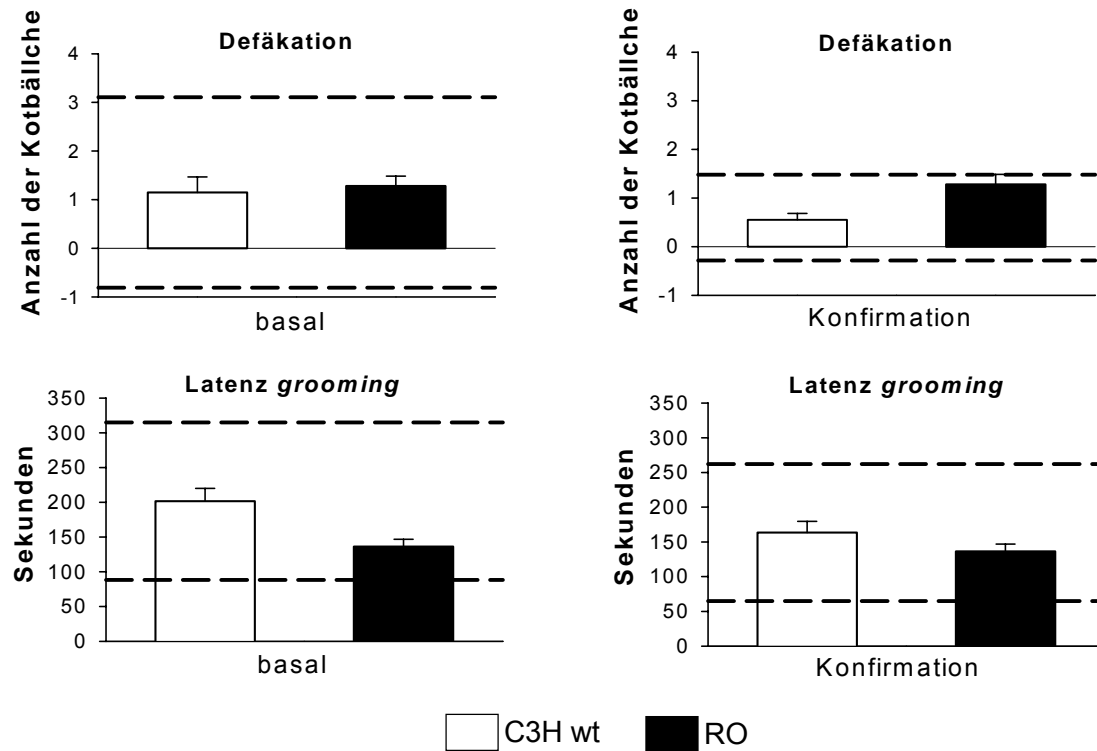 Defäkation
Anzahl der Kotbällche
4
3
2
1
0
-1
basal
Defäkation
Anzahl der Kotbällche
4
3
2
1
0
-1
Konfirmation
Latenz grooming
Sekunden
350
300
250
200
150
100
50
0
basal
Latenz grooming
Sekunden
350
300
250
200
150
100
50
0
Konfirmation
C3H wt
RO